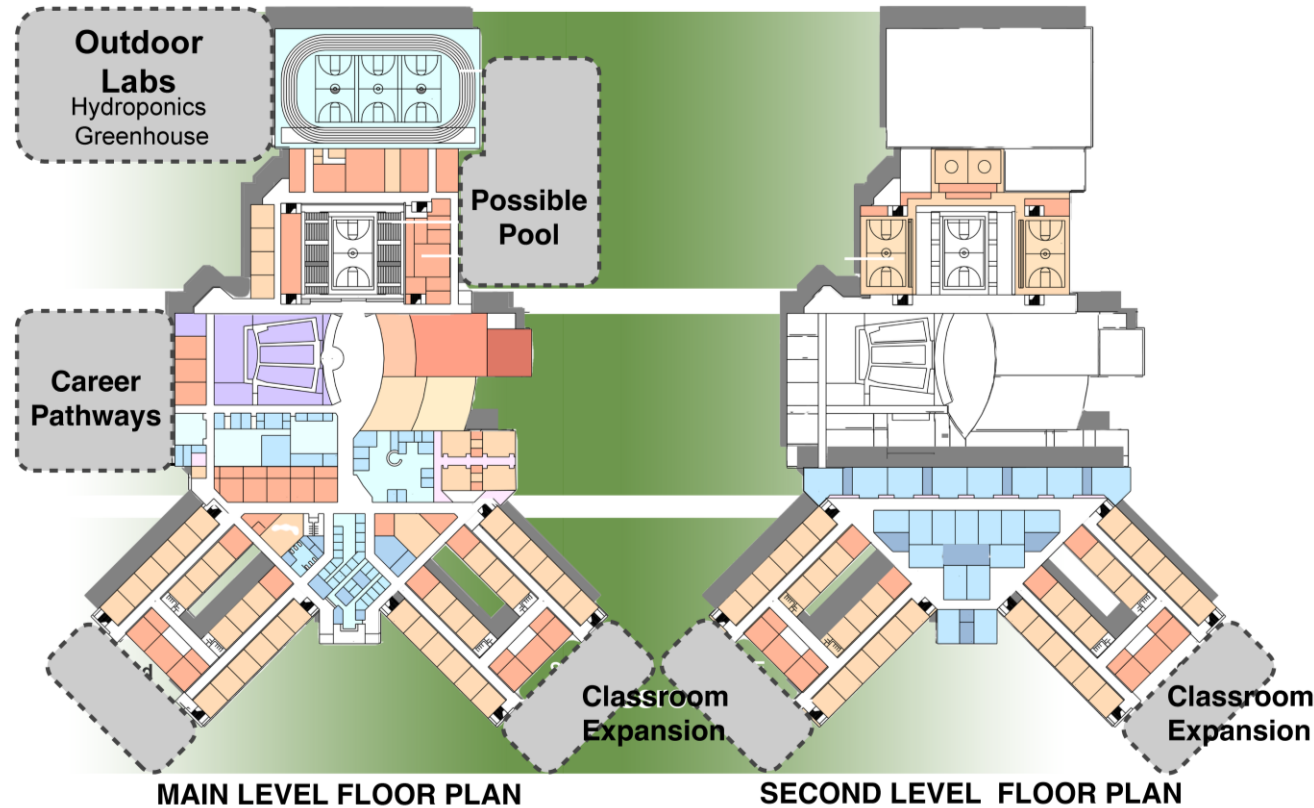 Outdoor
Labs
Hydroponics
Greenhouse
Possible
Pool
Career
Pathways
Classroom
Expansion
Classroom
Expansion
MAIN LEVEL FLOOR PLAN
SECOND LEVEL FLOOR PLAN